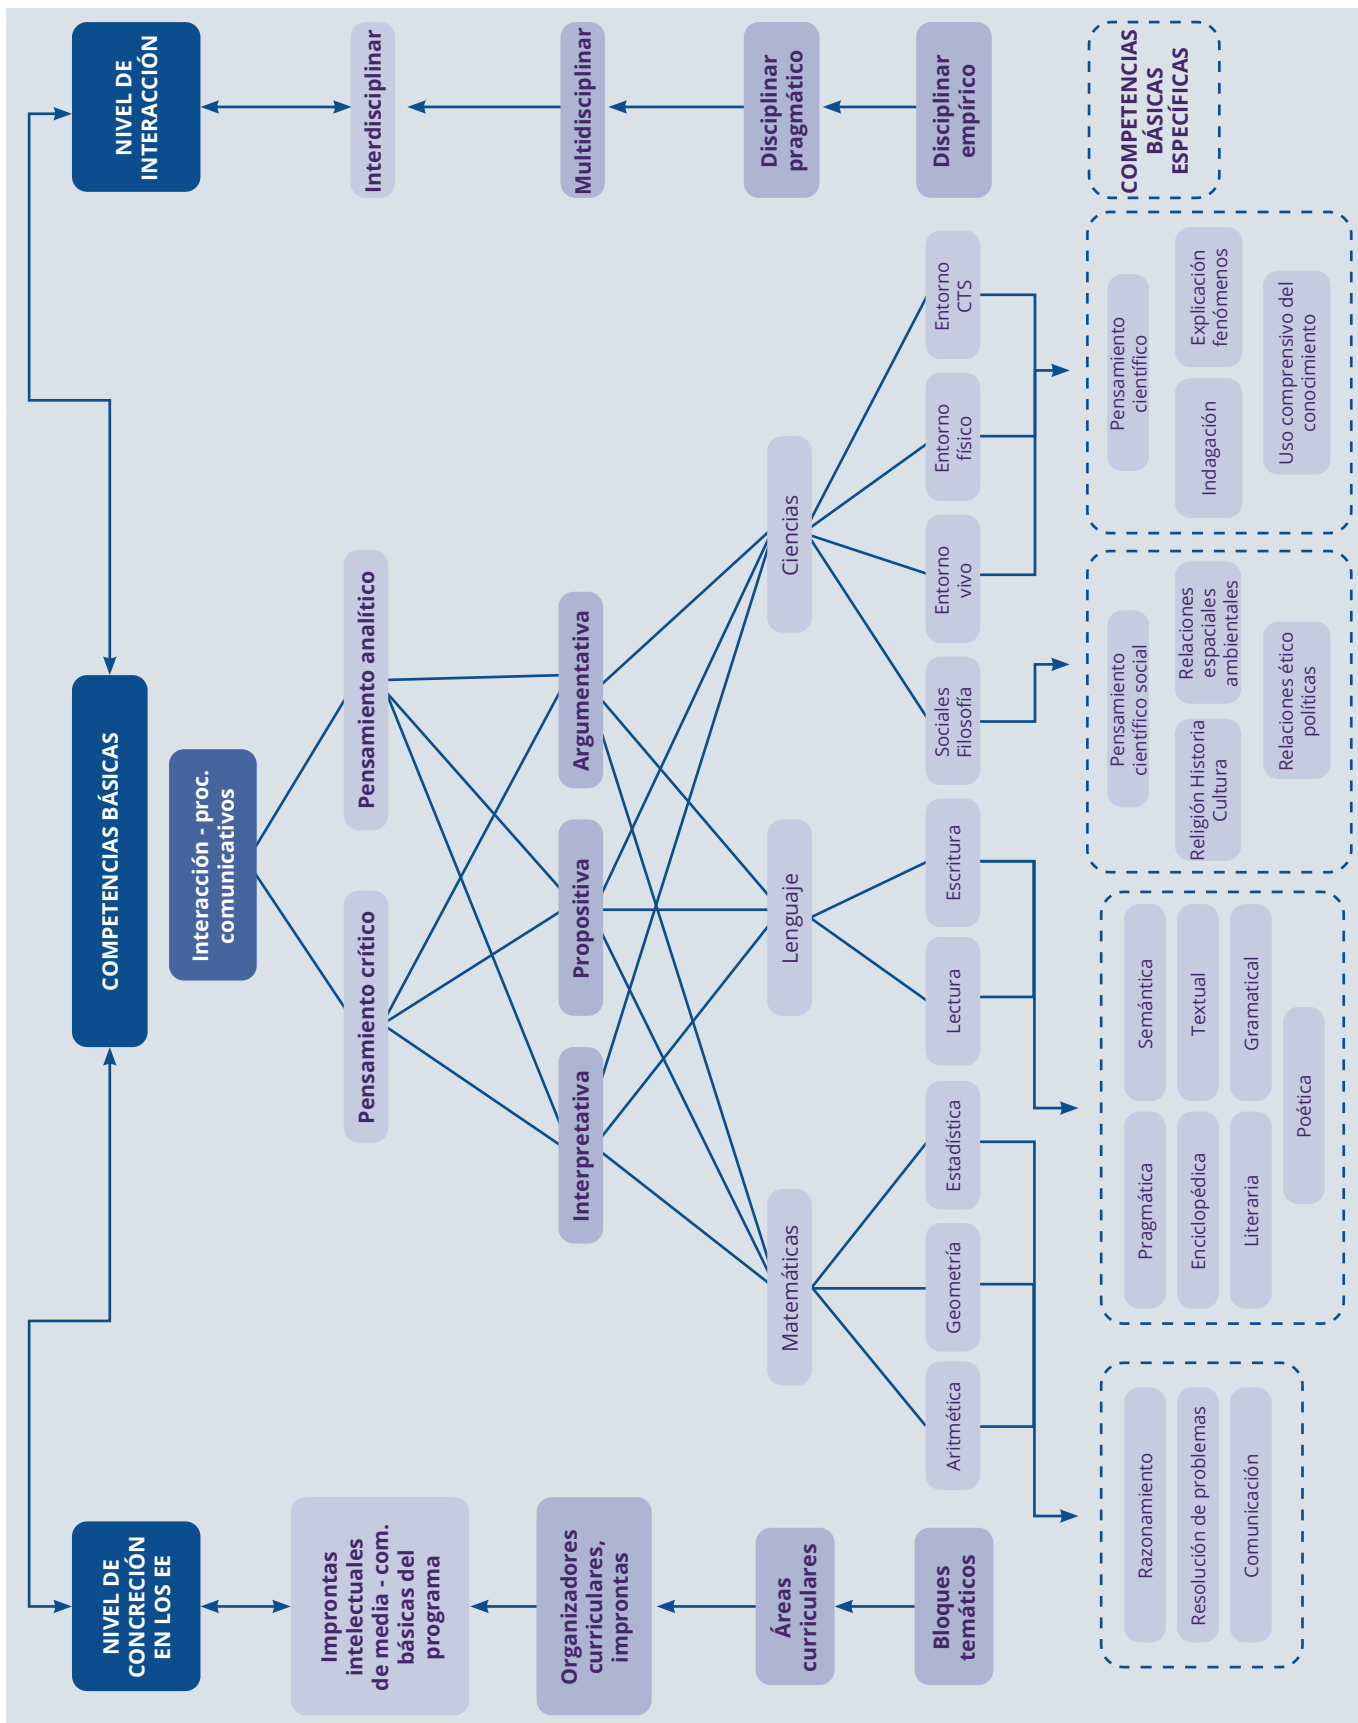 NIVEL DE
CONCRECIÓN
EN LOS EE
COMPETENCIAS BÁSICAS
NIVEL DE
INTERACCIÓN
Interacción - proc.
comunicativos
Improntas
intelectuales
de media - com.
básicas del
programa
Pensamiento crítico
Pensamiento analítico
Interdisciplinar
Organizadores
curriculares,
improntas
Interpretativa
Propositiva
Argumentativa
Multidisciplinar
Áreas
curriculares
Matemáticas
Lenguaje
Ciencias
Disciplinar
pragmático
Bloques
temáticos
Aritmética
Geometría
Estadística
Lectura
Escritura
Sociales
Filosofía
Entorno
vivo
Entorno
físico
Entorno
CTS
Disciplinar
empírico
Razonamiento
Resolución de problemas
Comunicación
Pragmática
Semántica
Enciclopédica
Textual
Literaria
Gramatical
Poética
Pensamiento
científico social
Religión Historia
Cultura
Relaciones
espaciales
ambientales
Relaciones ético
políticas
Pensamiento
científico
Indagación
Explicación
fenómenos
Uso comprensivo del
conocimiento
COMPETENCIAS
BÁSICAS
ESPECÍFICAS